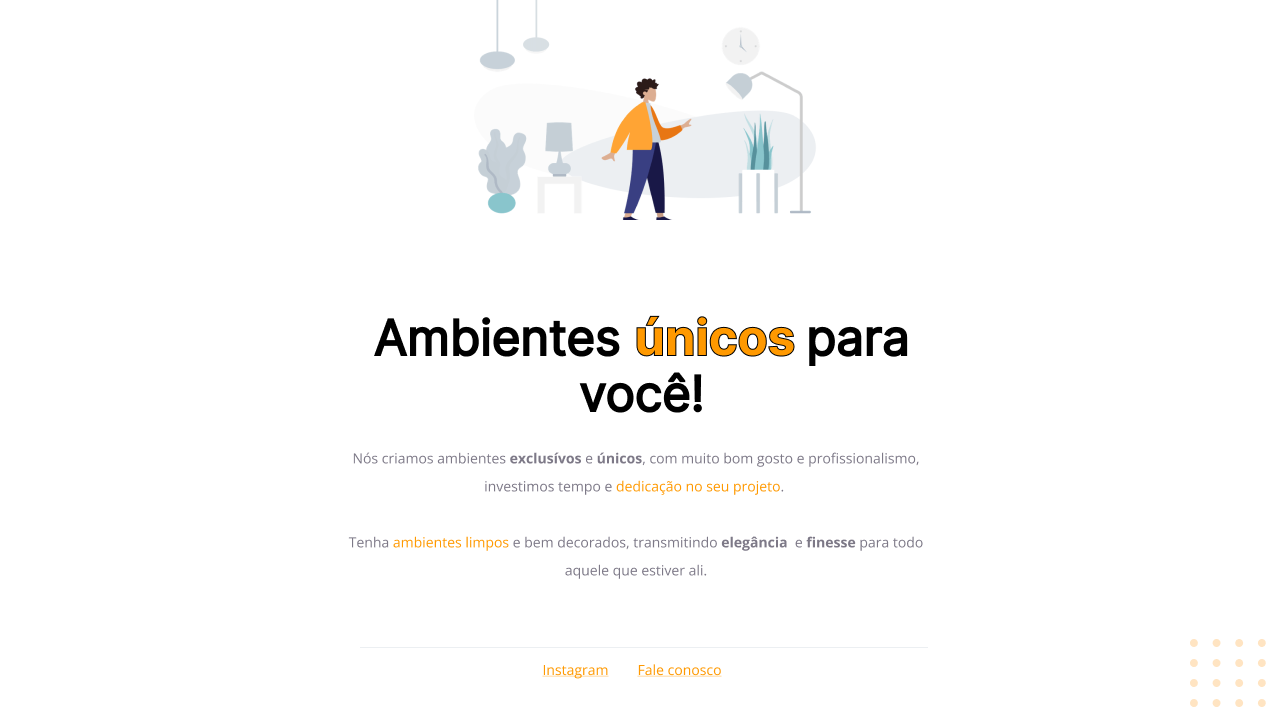 Ambientes únicos para
você!
Nós criamos ambientes exclusívos e únicos, com muito bom gosto e profissionalismo,
investimos tempo e dedicação no seu projeto.
Tenha ambientes limpos e bem decorados, transmitindo elegância e finesse para todo
aquele que estiver ali.
Instagram Fale conosco